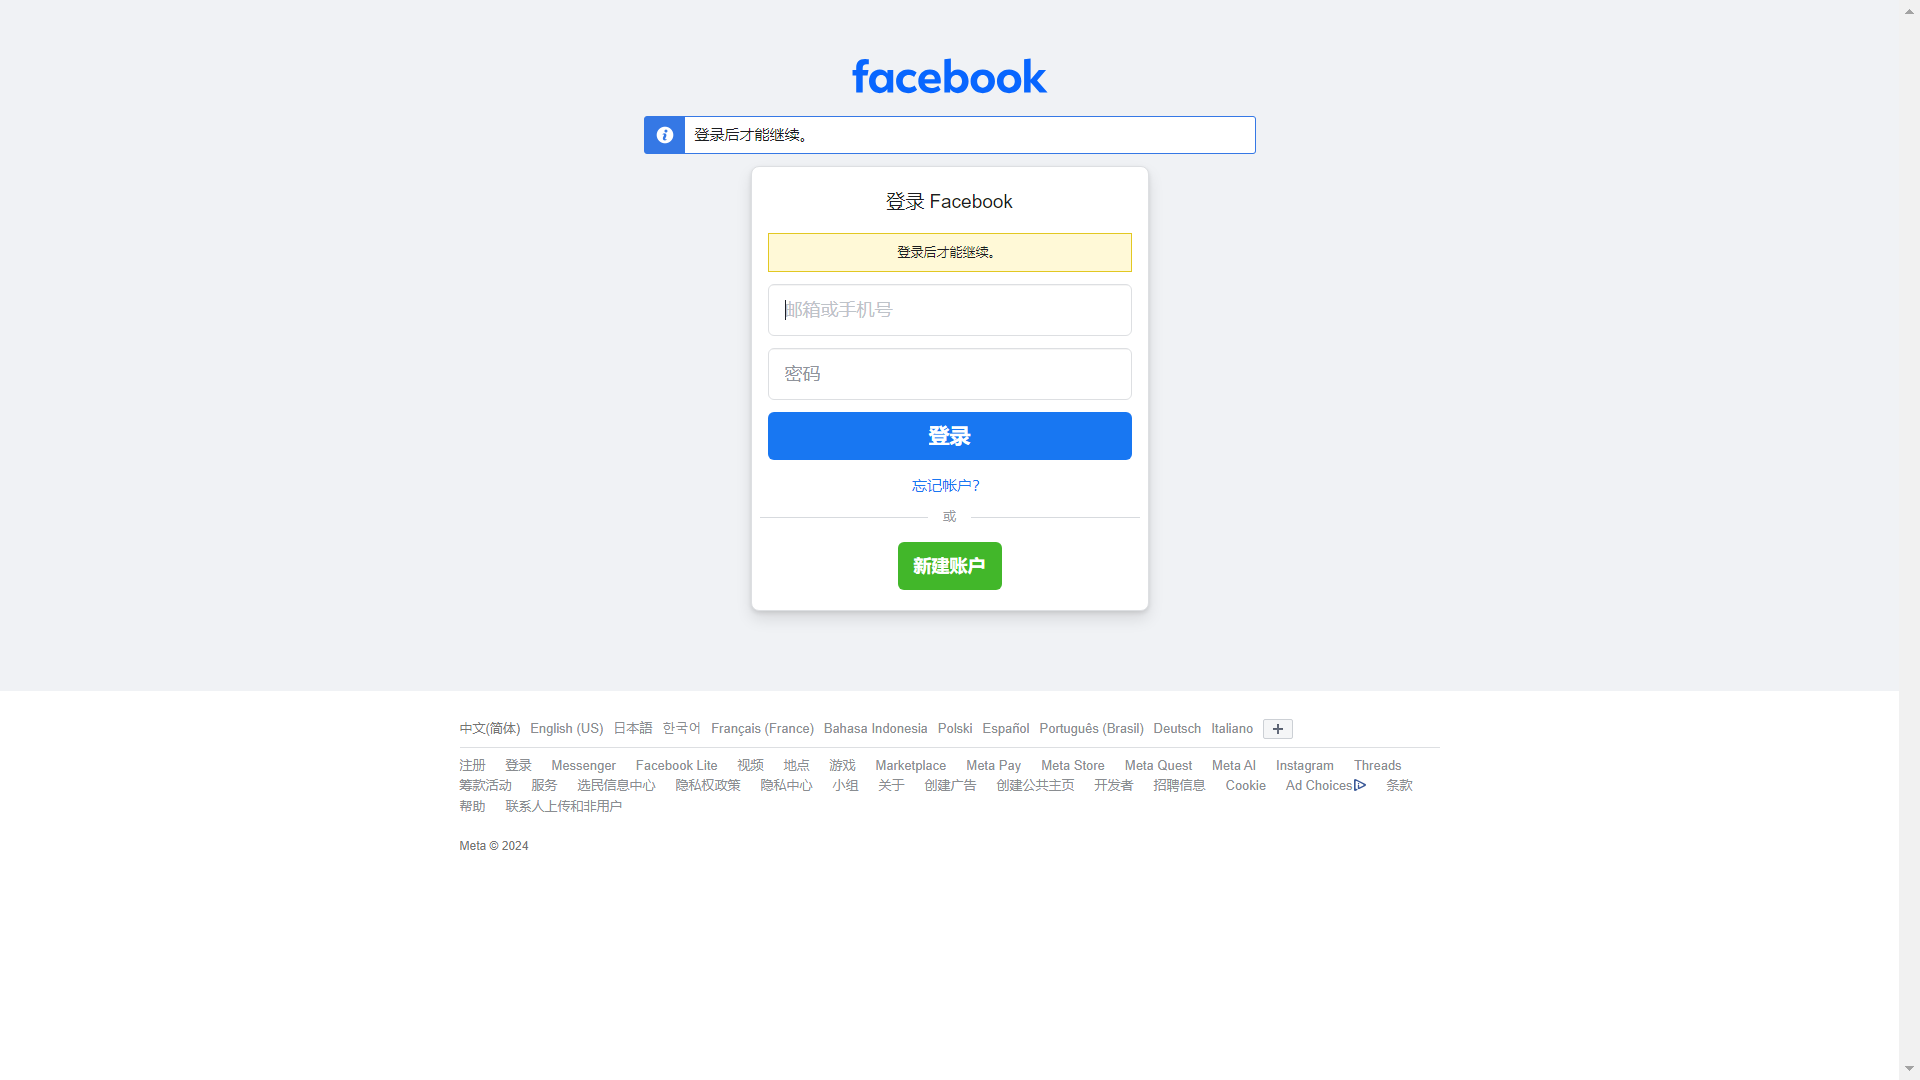 facebook
登录后才能继续。
登录 Facebook
登录后才能继续。
邮箱或手机号
密码
登录
忘记帐户?
或
新建账户
中文(简体) English (US) 日本語 한국어 Français (France) Bahasa Indonesia Polski Español Português (Brasil) Deutsch Italiano
注册 登录 Messenger Facebook Lite 视频 地点 游戏 Marketplace Meta Pay Meta Store Meta Quest Meta AI Instagram Threads
筹款活动 服务 选民信息中心 隐私权政策 隐私中心 小组 关于 创建广告 创建公共主页 开发者 招聘信息 Cookie Ad Choices 条款
帮助 联系人上传和非用户
Meta © 2024